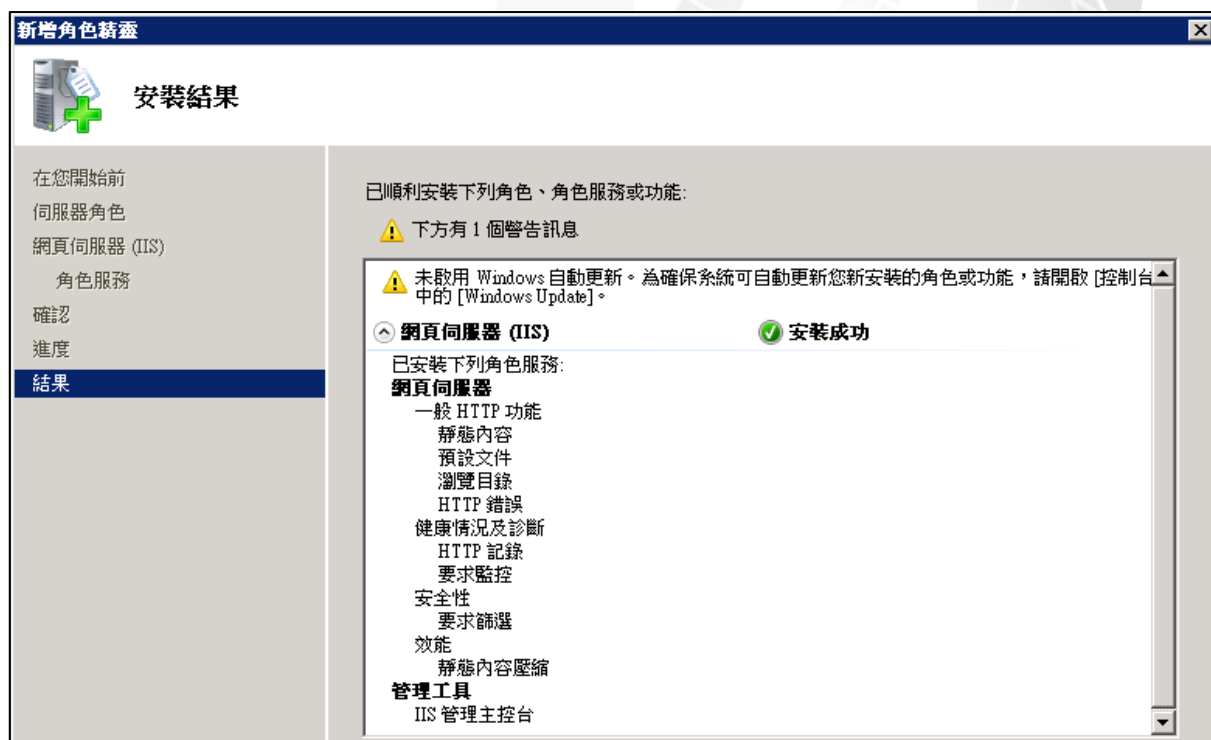 新增角色精靈
安裝結果
在您開始前
伺服器角色
網頁伺服器 (IIS)
角色服務
確認
進度
結果
已順利安裝下列角色、角色服務或功能:
下方有 1 個警告訊息
未啟用 Windows 自動更新。為確保系統可自動更新您新安裝的角色或功能，請開啟 [控制台
中的 [Windows Update]。
網頁伺服器 (IIS) 安裝成功
已安裝下列角色服務:
網頁伺服器
一般 HTTP 功能
靜態內容
預設文件
瀏覽目錄
HTTP 錯誤
健康情況及診斷
HTTP 記錄
要求監控
安全性
要求篩選
效能
靜態內容壓縮
管理工具
IIS 管理主控台